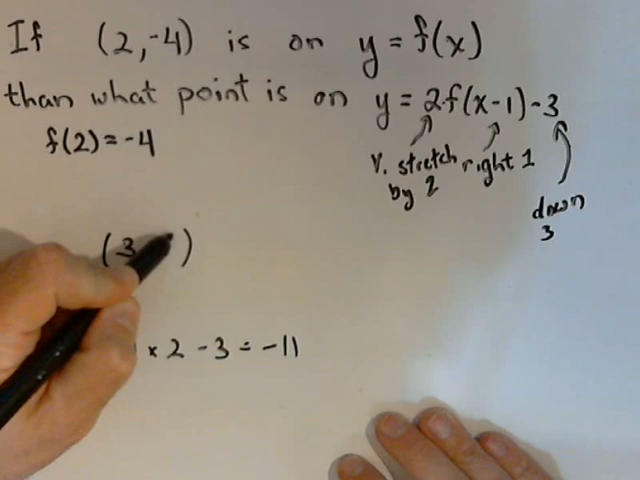 If (2,-4) is on y = f(x)
than what point is on y = 2·f(x-1)-3
f(2) = -4
V. stretch by 2
right 1
down 3
(3 )
× 2 - 3 = -11